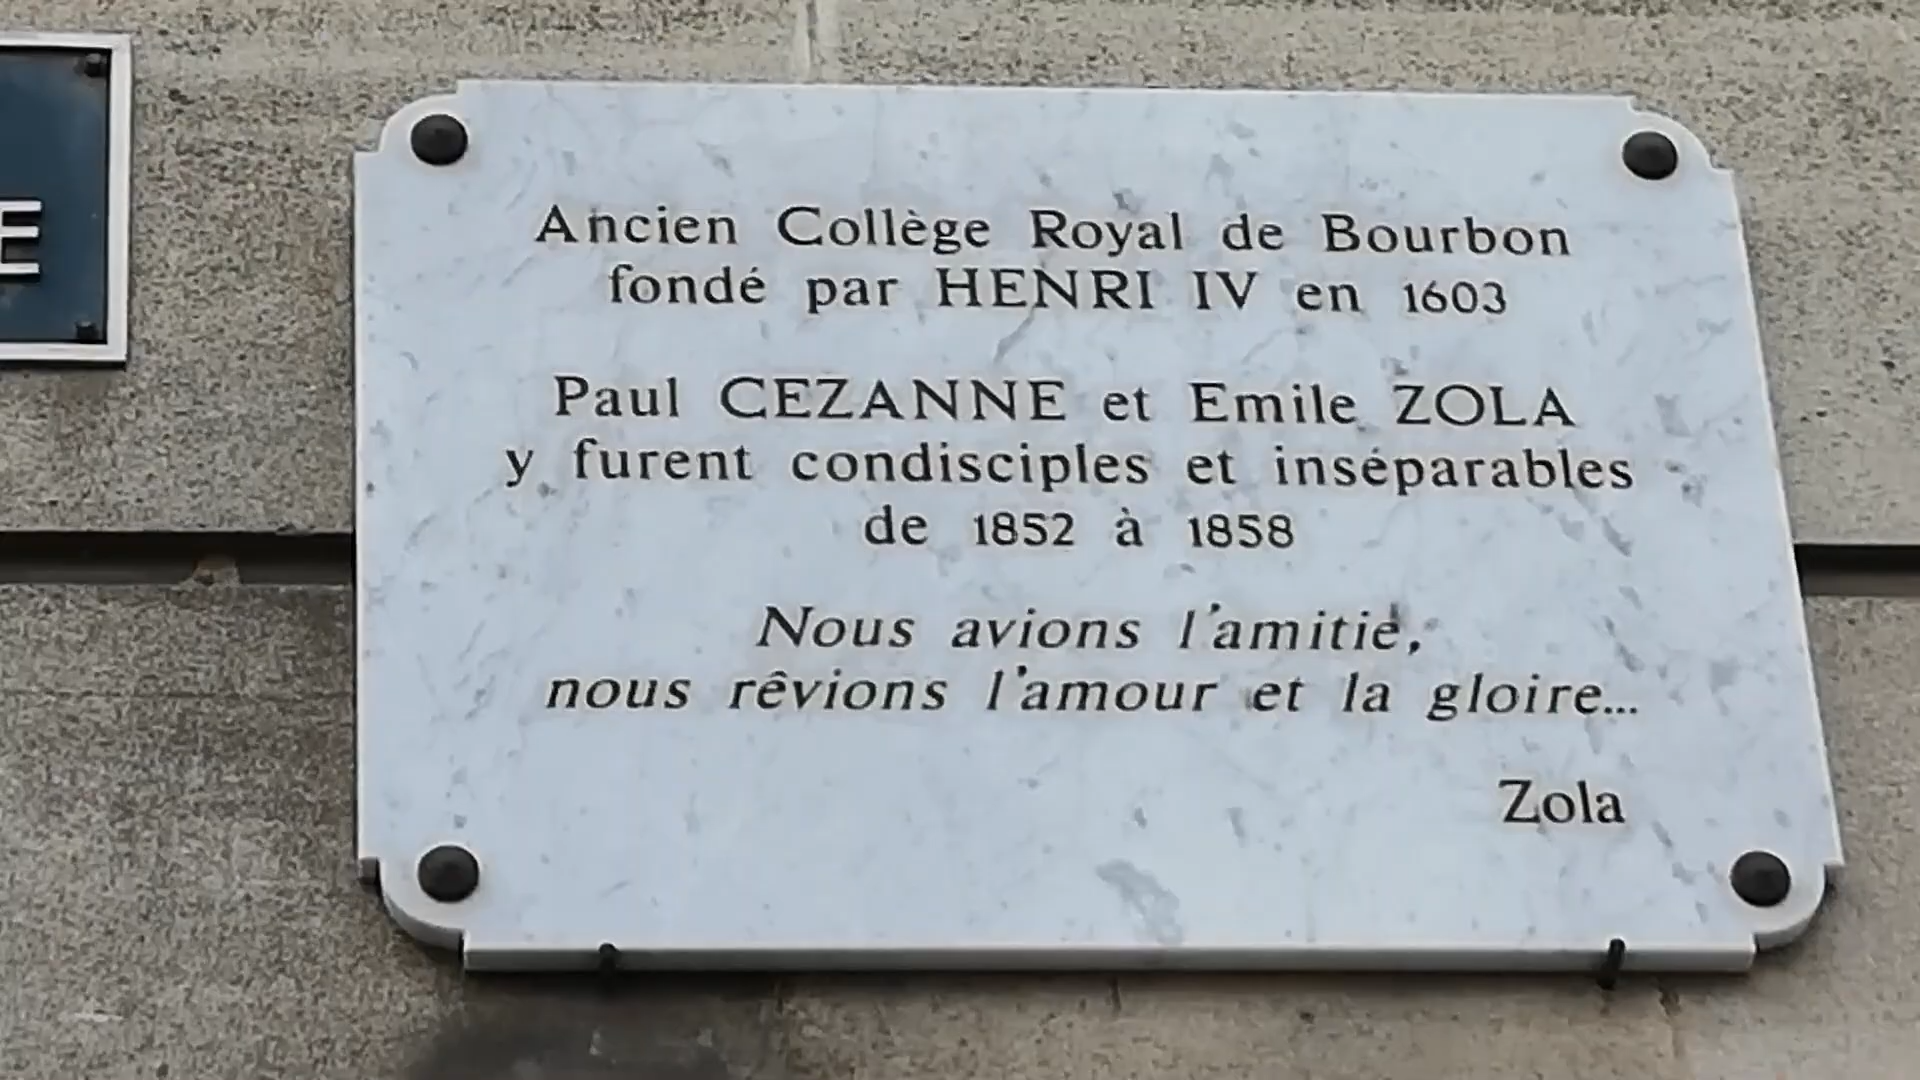 E
Ancien Collège Royal de Bourbon
fondé par HENRI IV en 1603
Paul CEZANNE et Emile ZOLA
y furent condisciples et inséparables
de 1852 à 1858
Nous avions l'amitié,
nous rêvions l'amour et la gloire...
Zola